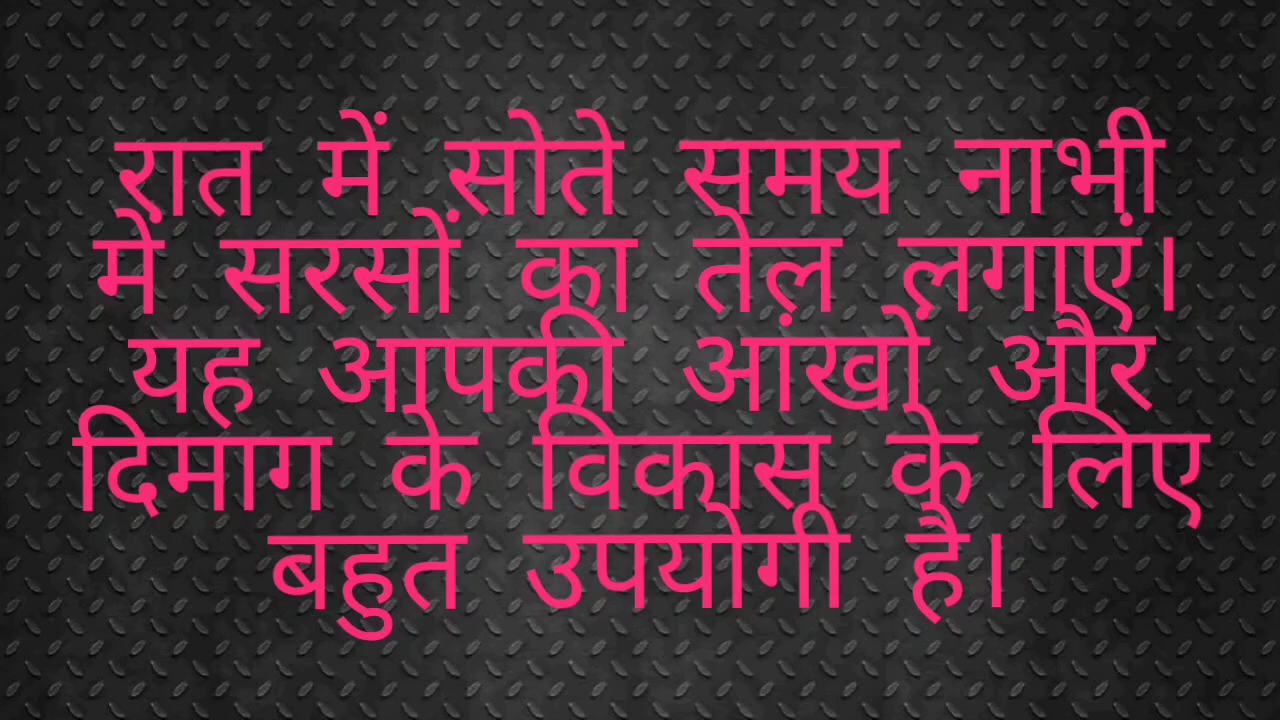 रात में सोते समय नाभी
में सरसों का तेल लगाएं।
यह आपकी आंखों और
दिमाग के विकास के लिए
बहुत उपयोगी है।